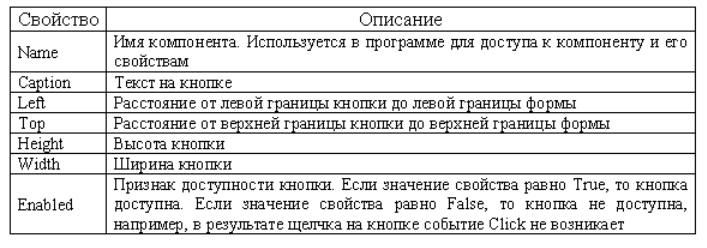 Свойство Описание
Name Имя компонента. Используется в программе для доступа к компоненту и его
свойствам
Caption Текст на кнопке
Left Расстояние от левой границы кнопки до левой границы формы
Top Расстояние от верхней границы кнопки до верхней границы формы
Height Высота кнопки
Width Ширина кнопки
Enabled Признак доступности кнопки. Если значение свойства равно True, то кнопка
доступна. Если значение свойства равно False, то кнопка не доступна,
например, в результате щелчка на кнопке событие Click не возникает